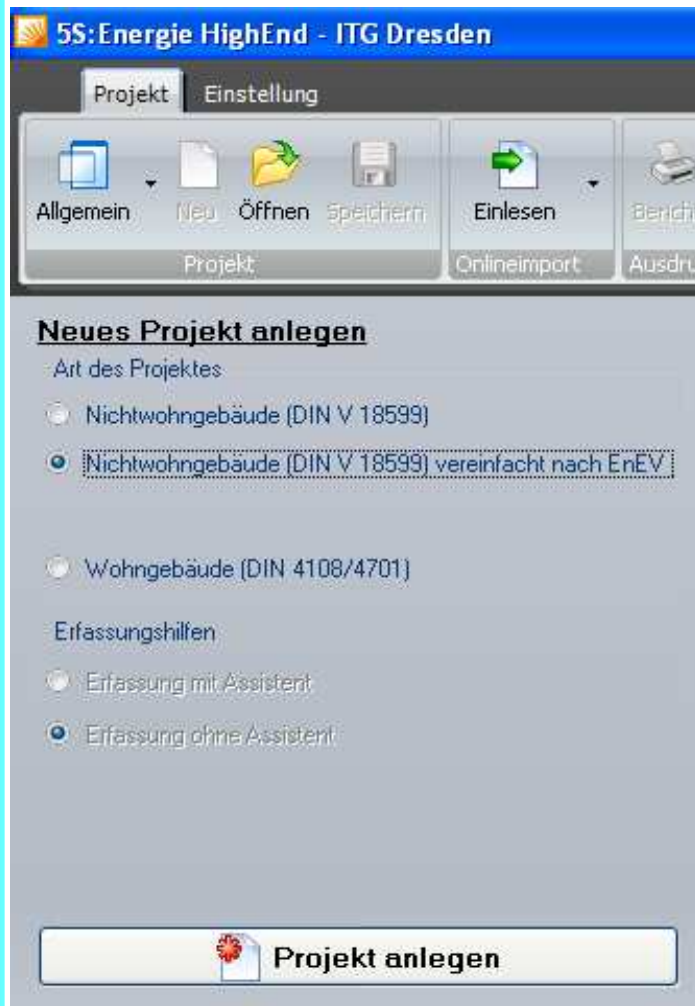 5S:Energie HighEnd - ITG Dresden
Projekt Einstellung
Allgemein Neu Öffnen Speichern Einlesen Bericht
Projekt Onlineimport Ausdru
Neues Projekt anlegen
Art des Projektes
Nichtwohngebäude (DIN V 18599)
Nichtwohngebäude (DIN V 18599) vereinfacht nach EnEV
Wohngebäude (DIN 4108/4701)
Erfassungshilfen
Erfassung mit Assistent
Erfassung ohne Assistent
Projekt anlegen